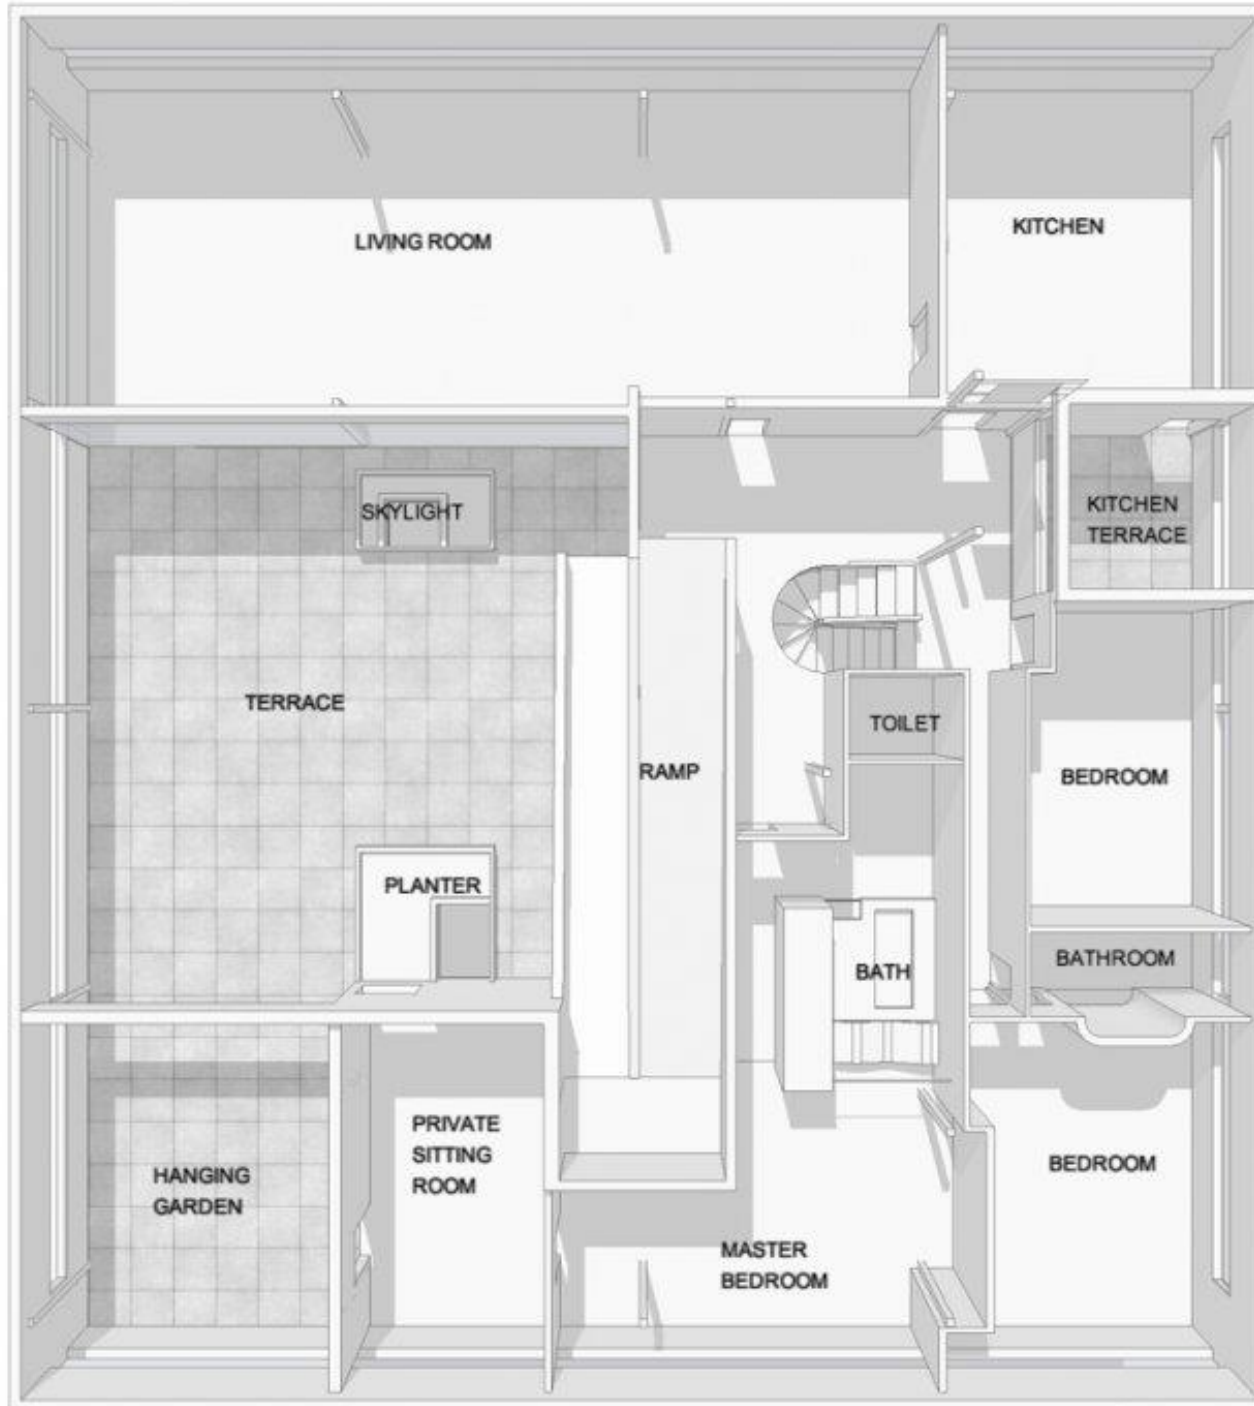 LIVING ROOM
KITCHEN
SKYLIGHT
KITCHEN
TERRACE
TERRACE
TOILET
RAMP
BEDROOM
PLANTER
BATH
BATHROOM
PRIVATE
SITTING
ROOM
HANGING
GARDEN
BEDROOM
MASTER
BEDROOM